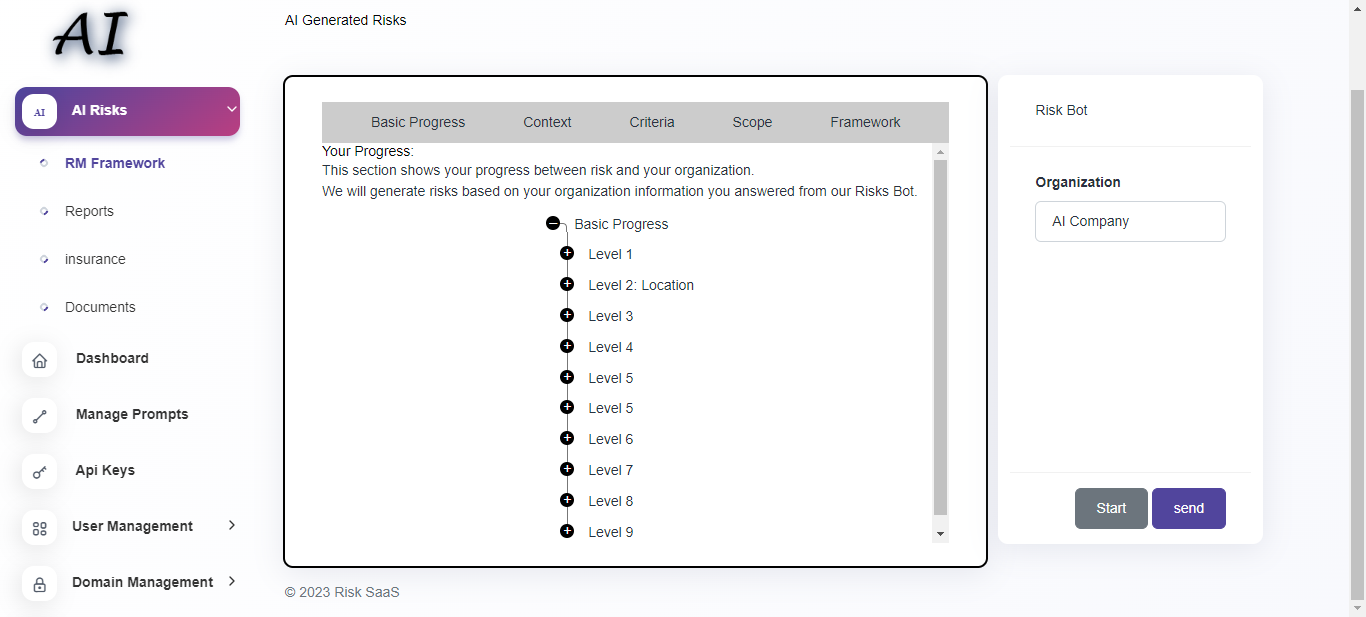 AI
AI Generated Risks
AI
AI Risks
RM Framework
Reports
insurance
Documents
Dashboard
Manage Prompts
Api Keys
User Management
Domain Management
Basic Progress Context Criteria Scope Framework
Your Progress:
This section shows your progress between risk and your organization.
We will generate risks based on your organization information you answered from our Risks Bot.
Basic Progress
Level 1
Level 2: Location
Level 3
Level 4
Level 5
Level 5
Level 6
Level 7
Level 8
Level 9
Risk Bot
Organization
AI Company
Start send
© 2023 Risk SaaS